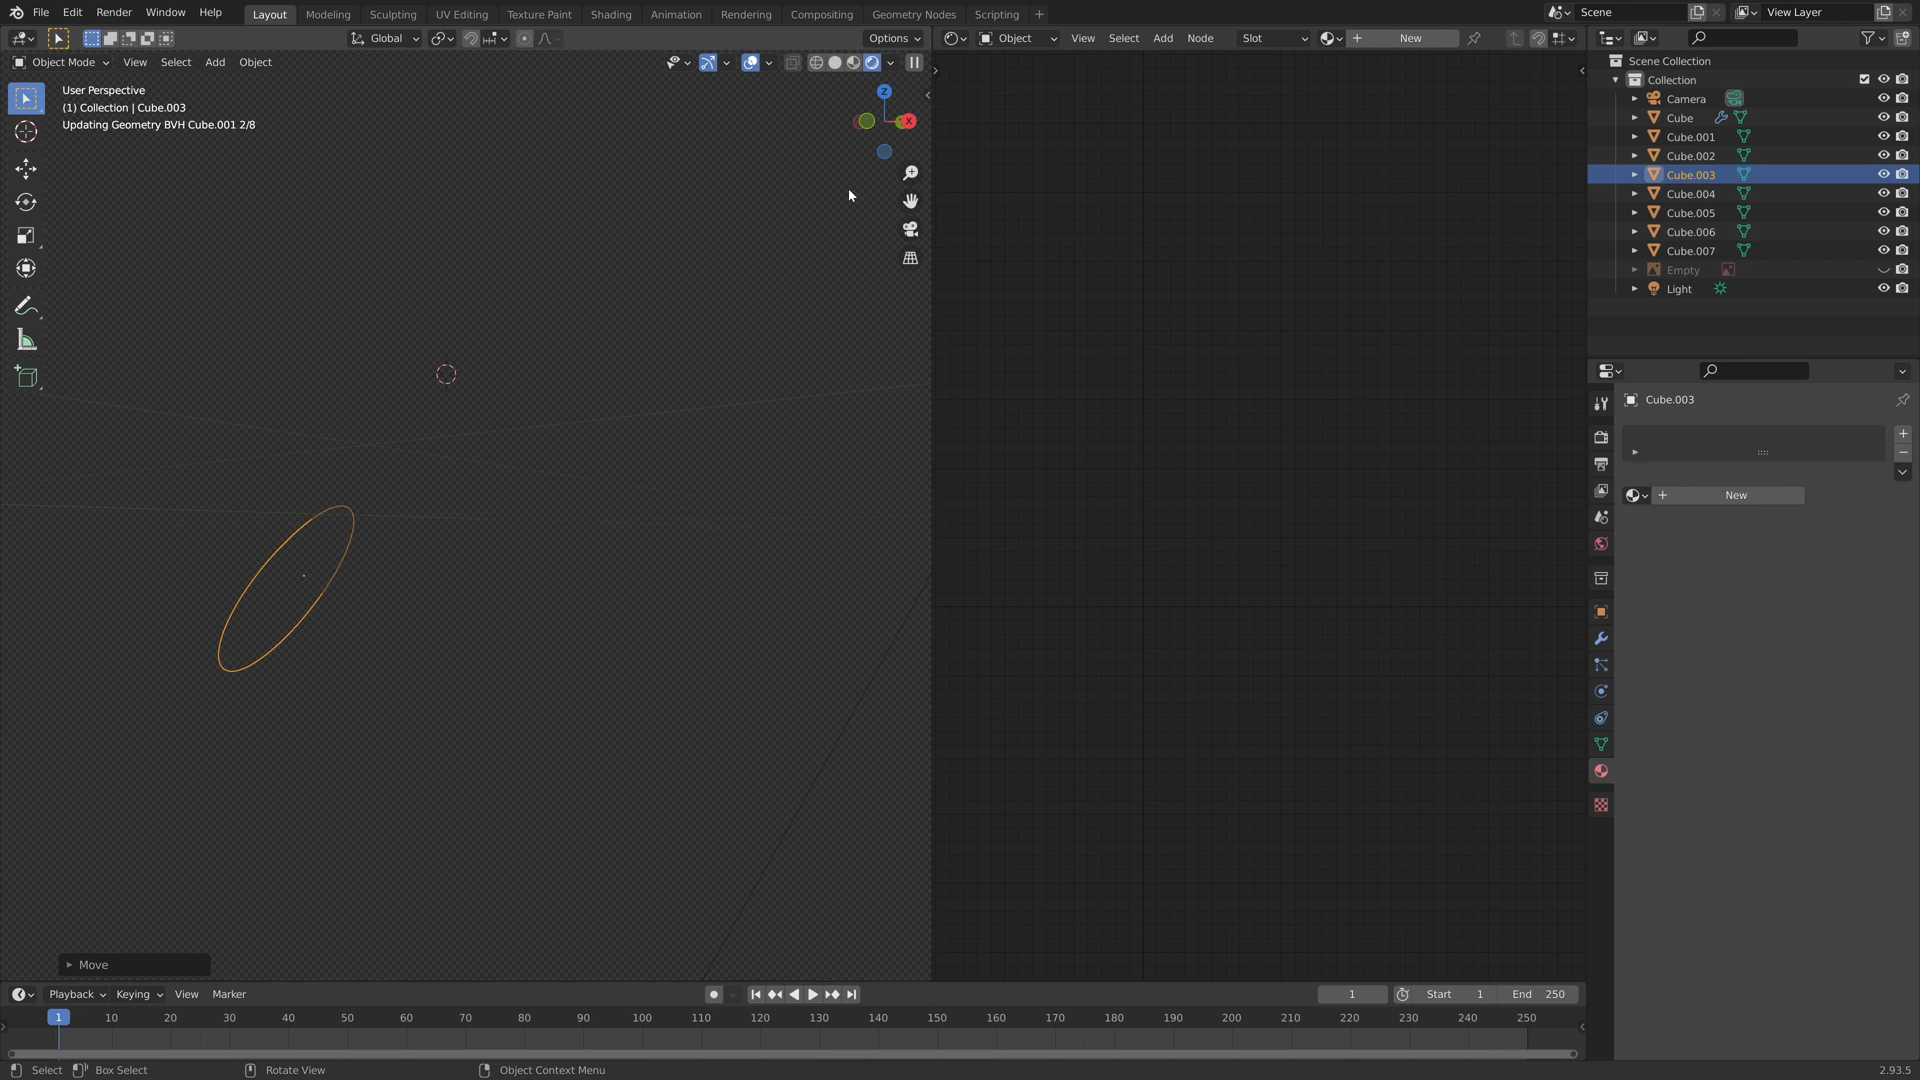 File Edit Render Window Help Layout Modeling Sculpting UV Editing Texture Paint Shading Animation Rendering Compositing Geometry Nodes Scripting + Scene View Layer
Global Options
Object View Select Add Node Slot + New
Object Mode View Select Add Object
User Perspective
(1) Collection | Cube.003
Updating Geometry BVH Cube.001 2/8
Z
X
Scene Collection
Collection
Camera
Cube
Cube.001
Cube.002
Cube.003
Cube.004
Cube.005
Cube.006
Cube.007
Empty
Light
Cube.003
+ New
Move
Playback Keying View Marker 1 Start 1 End 250
1 10 20 30 40 50 60 70 80 90 100 110 120 130 140 150 160 170 180 190 200 210 220 230 240 250
Select Box Select Rotate View Object Context Menu 2.93.5